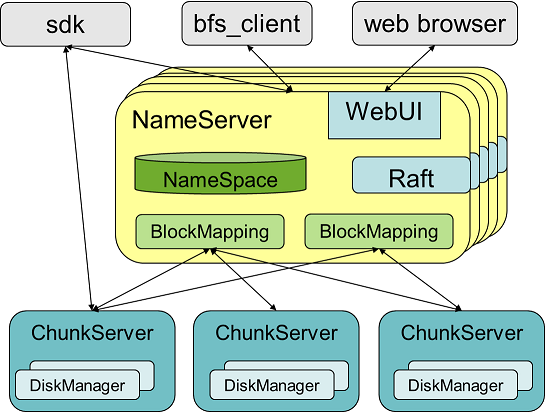 sdk
bfs_client
web browser
NameServer
WebUI
NameSpace
Raft
BlockMapping
BlockMapping
ChunkServer
ChunkServer
ChunkServer
DiskManager
DiskManager
DiskManager